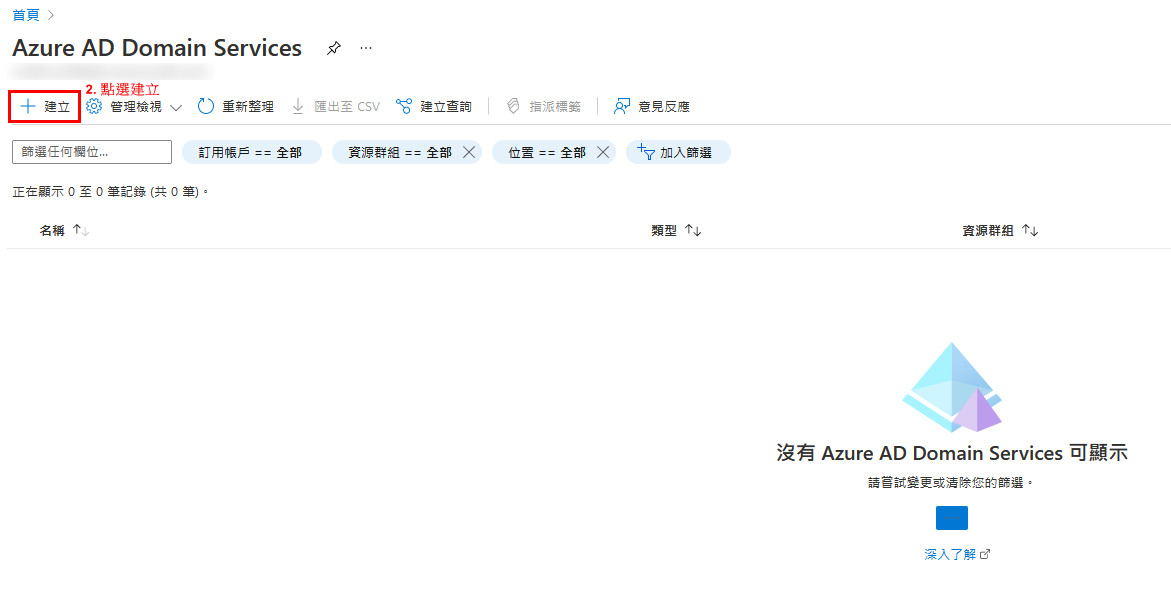 首頁
Azure AD Domain Services
2. 點選建立
建立 管理檢視 重新整理 匯出至 CSV 建立查詢 指派標籤 意見反應
篩選任何欄位... 訂用帳戶 == 全部 資源群組 == 全部 位置 == 全部 加入篩選
正在顯示 0 至 0 筆記錄 (共 0 筆)。
名稱 類型 資源群組
沒有 Azure AD Domain Services 可顯示
請嘗試變更或清除您的篩選。
深入了解